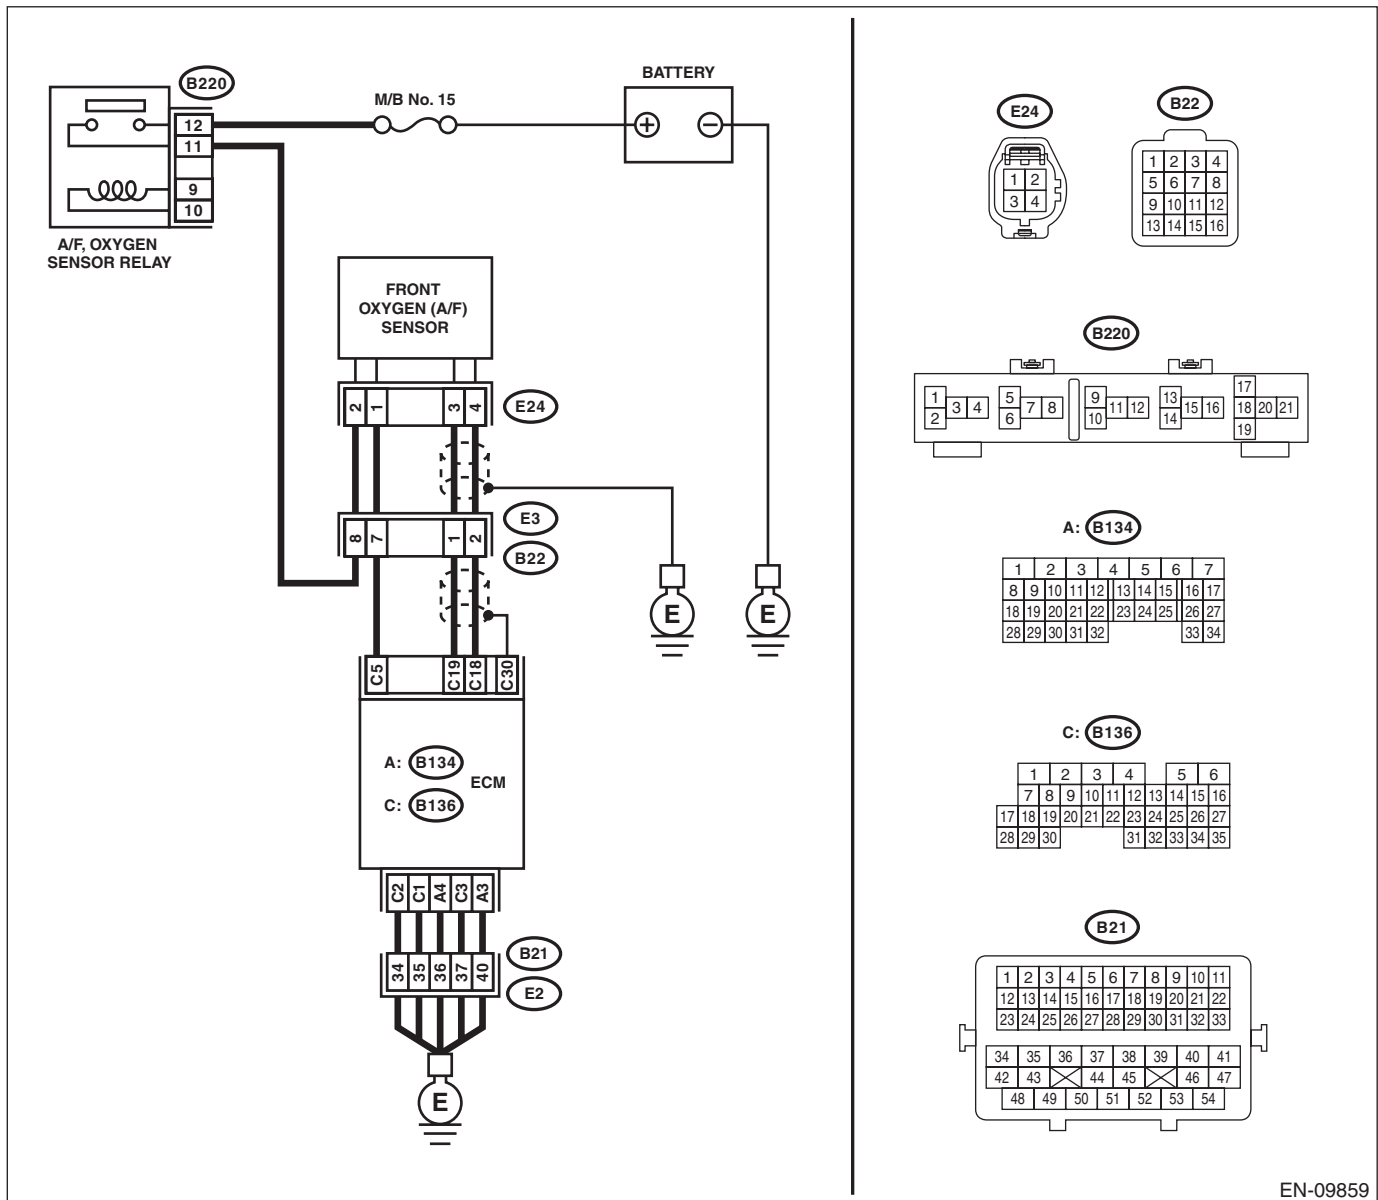 B220
BATTERY
M/B No. 15
12
11
9
10
A/F, OXYGEN
SENSOR RELAY
FRONT
OXYGEN (A/F)
SENSOR
2 1 3 4
E24
E3
8 7 1 2
B22
E E
C5 C19 C18 C30
A: B134
ECM
C: B136
C2 C1 A4 C3 A3
B21
34 35 36 37 40
E2
E
E24
1 2
3 4
B22
1 2 3 4
5 6 7 8
9 10 11 12
13 14 15 16
B220
1 5 9 13 17
3 4 7 8 11 12 15 16 18 20 21
2 6 10 14 19
A: B134
1 2 3 4 5 6 7
8 9 10 11 12 13 14 15 16 17
18 19 20 21 22 23 24 25 26 27
28 29 30 31 32 33 34
C: B136
1 2 3 4 5 6
7 8 9 10 11 12 13 14 15 16
17 18 19 20 21 22 23 24 25 26 27
28 29 30 31 32 33 34 35
B21
1 2 3 4 5 6 7 8 9 10 11
12 13 14 15 16 17 18 19 20 21 22
23 24 25 26 27 28 29 30 31 32 33
34 35 36 37 38 39 40 41
42 43 44 45 46 47
48 49 50 51 52 53 54
EN-09859